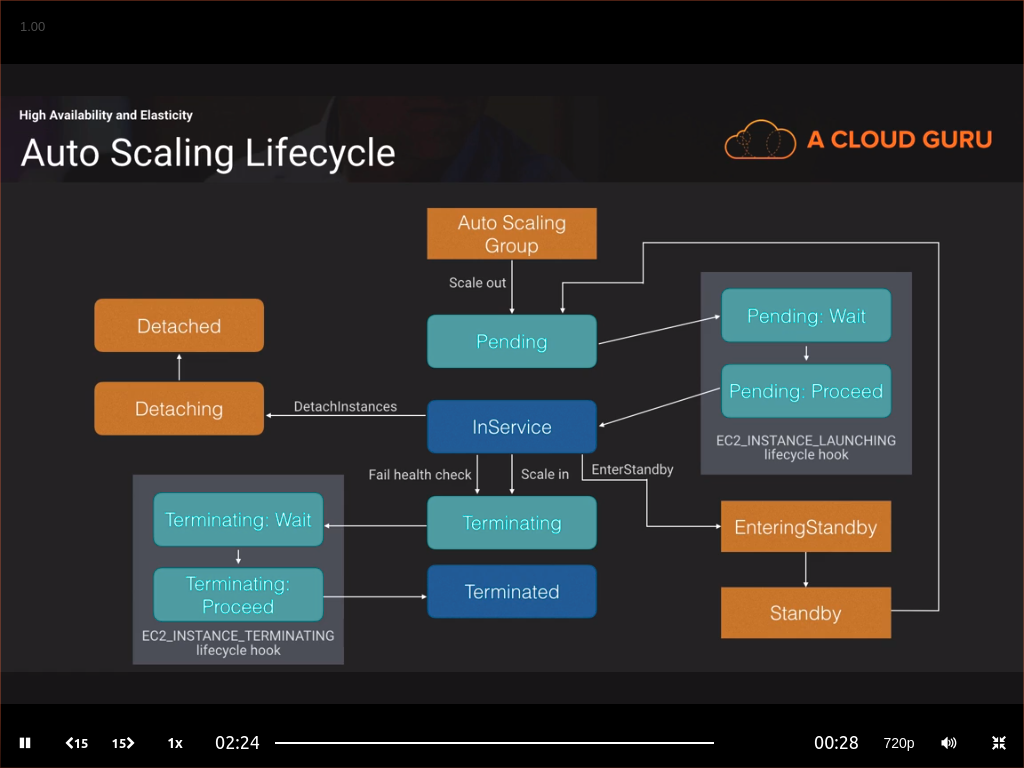 1.00
High Availability and Elasticity
Auto Scaling Lifecycle
A CLOUD GURU
Auto Scaling
Group
Scale out
Pending
Pending: Wait
Pending: Proceed
EC2_INSTANCE_LAUNCHING
lifecycle hook
Detached
Detaching
DetachInstances
InService
Fail health check
Scale in
EnterStandby
Terminating: Wait
Terminating
Terminating:
Proceed
EC2_INSTANCE_TERMINATING
lifecycle hook
Terminated
EnteringStandby
Standby
15
15
1x
02:24
00:28
720p